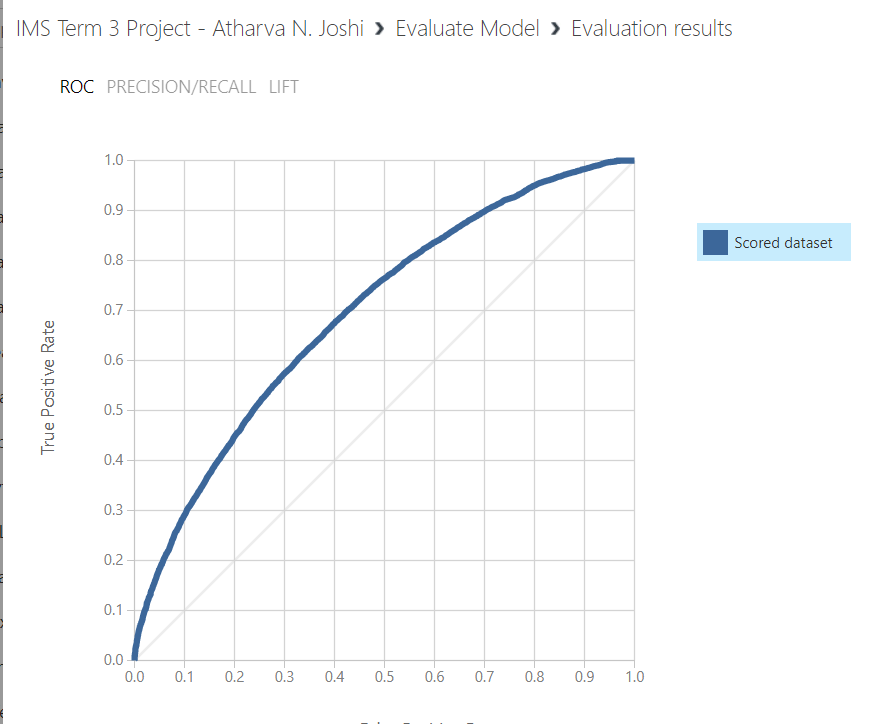 IMS Term 3 Project - Atharva N. Joshi › Evaluate Model › Evaluation results
ROC PRECISION/RECALL LIFT
1.0
0.9
0.8
0.7
0.6
0.5
0.4
0.3
0.2
0.1
0.0
True Positive Rate
0.0 0.1 0.2 0.3 0.4 0.5 0.6 0.7 0.8 0.9 1.0
Scored dataset